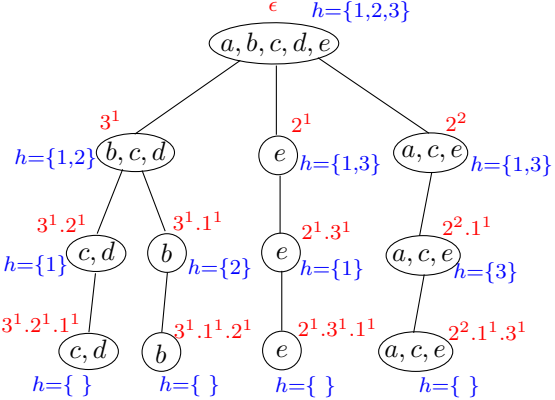 ϵ h={1,2,3}
a, b, c, d, e
3¹ 2¹ 2²
h={1,2} b, c, d e h={1,3} a, c, e h={1,3}
3¹.2¹ 3¹.1¹ 2¹.3¹ 2².1¹
h={1} c, d b h={2} e h={1} a, c, e h={3}
3¹.2¹.1¹ 3¹.1¹.2¹ 2¹.3¹.1¹ 2².1¹.3¹
c, d b e a, c, e
h={ } h={ } h={ } h={ }